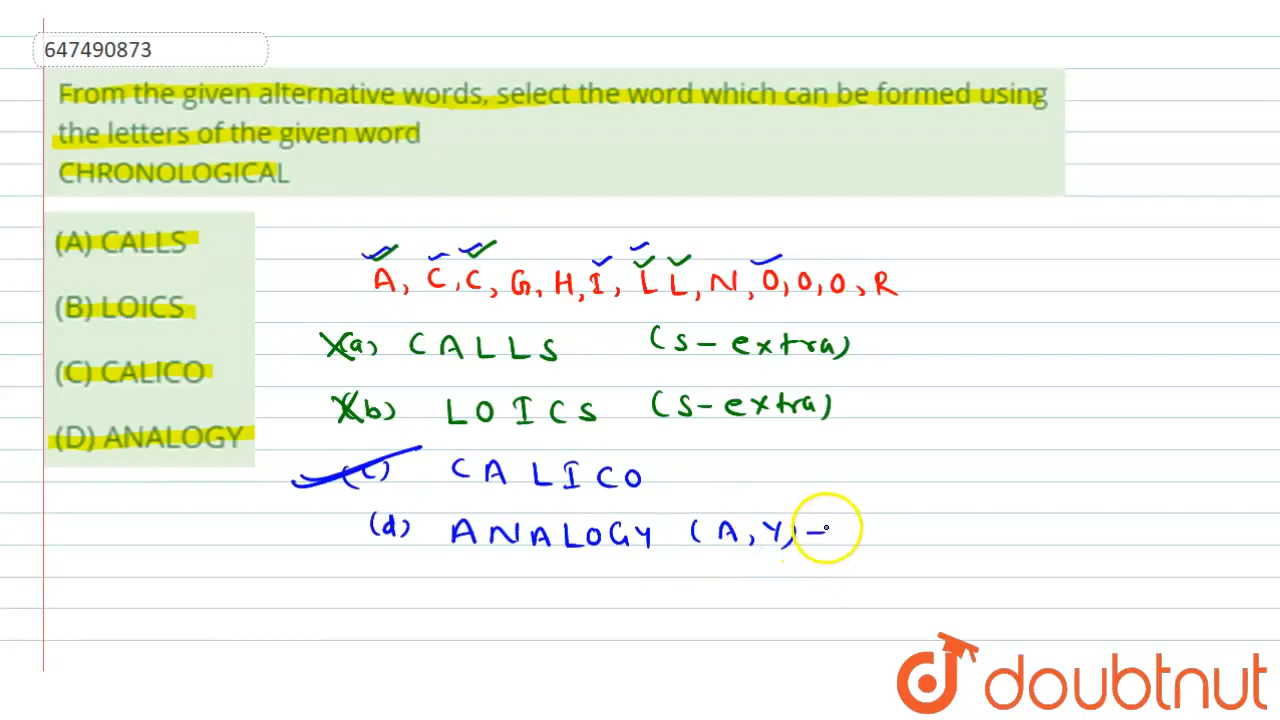 647490873
From the given alternative words, select the word which can be formed using
the letters of the given word
CHRONOLOGICAL
(A) CALLS
(B) LOICS
(C) CALICO
(D) ANALOGY
A, C, C, G, H, I, L L, N, O, O, O, R
X(a) CALLS (S - extra)
X(b) LOICS (S - extra)
(c) CALICO
(d) ANALOGY (A, Y) -
doubtnut